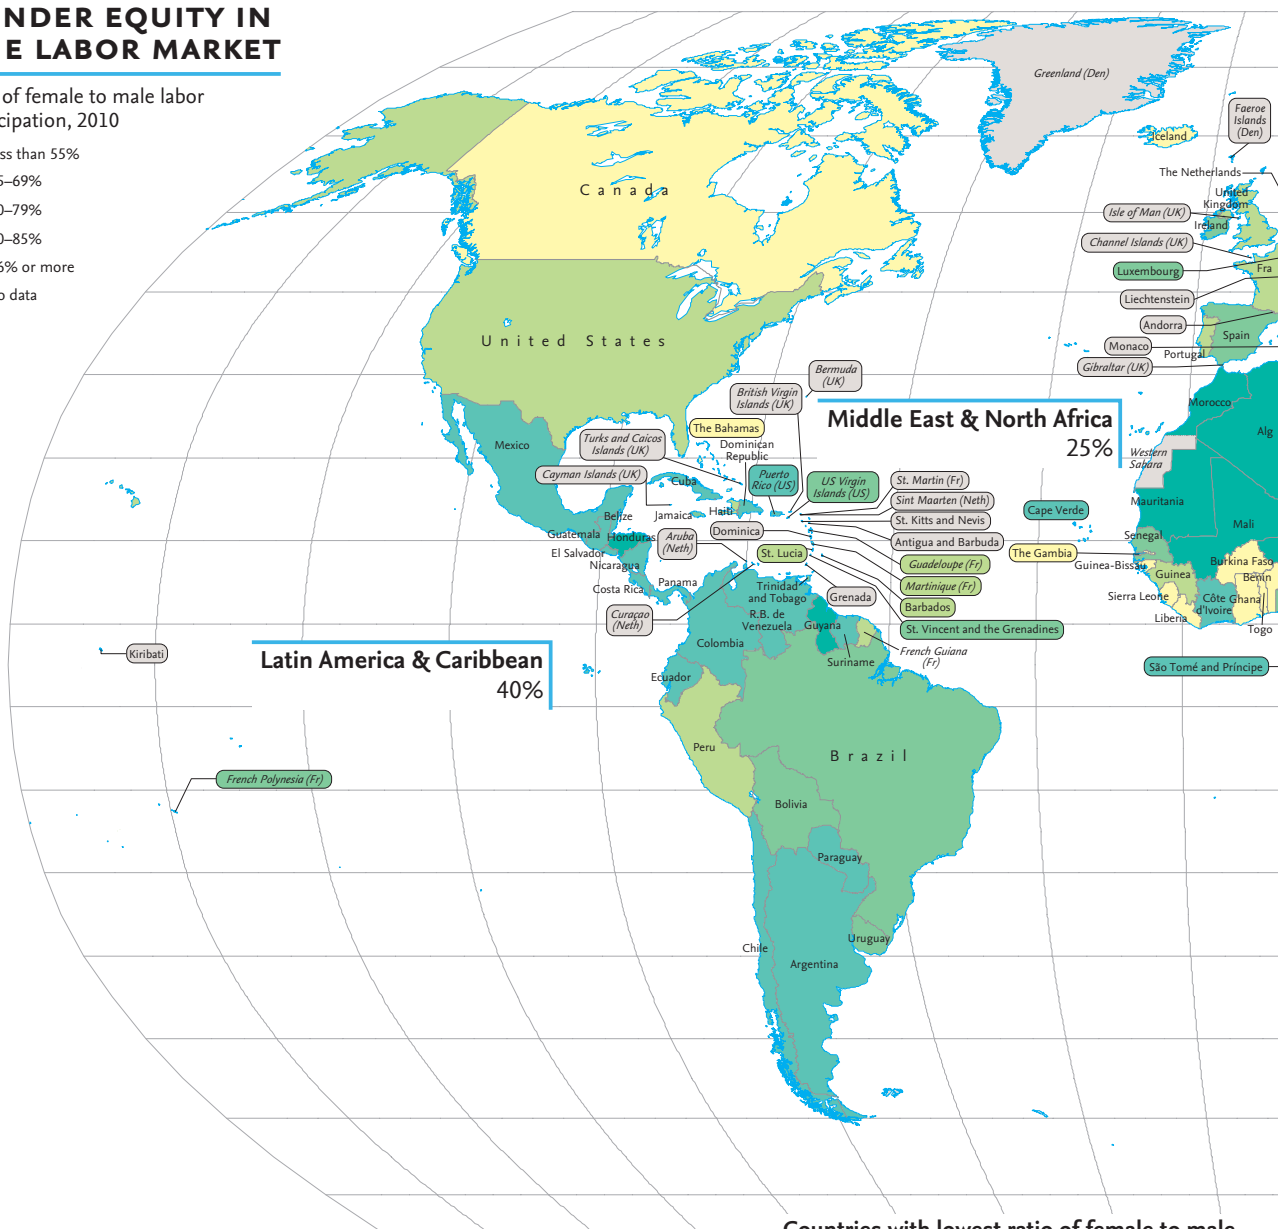 NDER EQUITY IN
E LABOR MARKET
of female to male labor
cipation, 2010
ss than 55%
5–69%
0–79%
0–85%
6% or more
o data
Greenland (Den)
Faeroe
Islands
(Den)
Iceland
The Netherlands
United
Kingdom
Isle of Man (UK)
Ireland
Channel Islands (UK)
Luxembourg
Fra
Liechtenstein
Andorra
Spain
Monaco
Portugal
Gibraltar (UK)
Canada
United States
Bermuda
(UK)
British Virgin
Islands (UK)
Middle East & North Africa
25%
Morocco
Alg
Western
Sahara
The Bahamas
Turks and Caicos
Islands (UK)
Dominican
Republic
Mexico
Cayman Islands (UK)
Cuba
Puerto
Rico (US)
US Virgin
Islands (US)
St. Martin (Fr)
Sint Maarten (Neth)
St. Kitts and Nevis
Antigua and Barbuda
Cape Verde
Mauritania
Mali
Belize
Jamaica
Haiti
Guatemala
Honduras
Aruba
(Neth)
Dominica
El Salvador
Nicaragua
St. Lucia
Guadeloupe (Fr)
The Gambia
Senegal
Guinea-Bissau
Burkina Faso
Guinea
Benin
Costa Rica
Panama
Trinidad
and Tobago
Grenada
Martinique (Fr)
Barbados
Sierra Leone
Côte
d'Ivoire
Ghana
Liberia
Togo
Curaçao
(Neth)
R.B. de
Venezuela
Guyana
St. Vincent and the Grenadines
Colombia
Suriname
French Guiana
(Fr)
São Tomé and Príncipe
Kiribati
Latin America & Caribbean
40%
Ecuador
Peru
Brazil
French Polynesia (Fr)
Bolivia
Paraguay
Chile
Uruguay
Argentina
Countries with lowest ratio of female to male